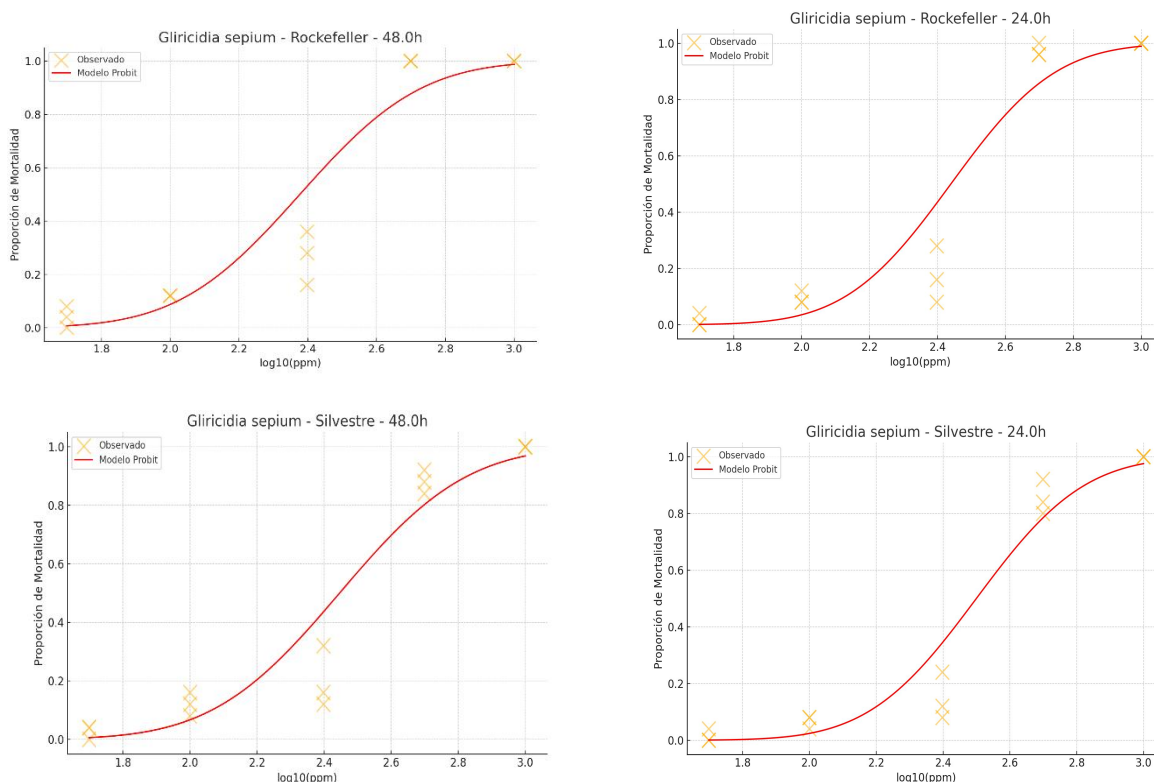 Gliricidia sepium - Rockefeller - 48.0h
Observado
Modelo Probit
Proporción de Mortalidad
1.0
0.8
0.6
0.4
0.2
0.0
1.8 2.0 2.2 2.4 2.6 2.8 3.0
log10(ppm)
Gliricidia sepium - Rockefeller - 24.0h
Observado
Modelo Probit
Proporción de Mortalidad
1.0
0.8
0.6
0.4
0.2
0.0
1.8 2.0 2.2 2.4 2.6 2.8 3.0
log10(ppm)
Gliricidia sepium - Silvestre - 48.0h
Observado
Modelo Probit
Proporción de Mortalidad
1.0
0.8
0.6
0.4
0.2
0.0
1.8 2.0 2.2 2.4 2.6 2.8 3.0
log10(ppm)
Gliricidia sepium - Silvestre - 24.0h
Observado
Modelo Probit
Proporción de Mortalidad
1.0
0.8
0.6
0.4
0.2
0.0
1.8 2.0 2.2 2.4 2.6 2.8 3.0
log10(ppm)